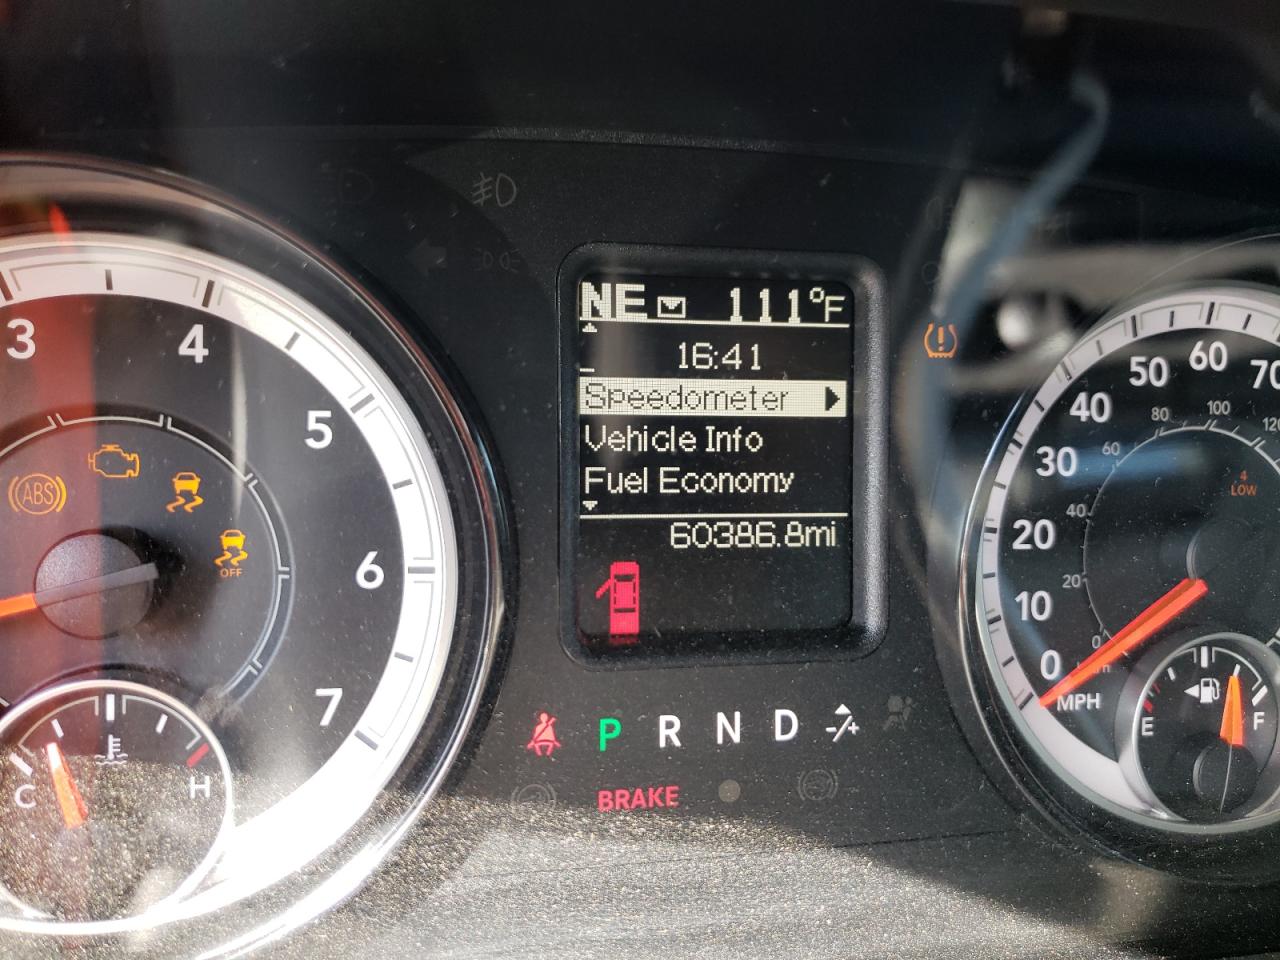 3
4
5
6
7
ABS
OFF
C
H
NE 111°F
16:41
Speedometer
Vehicle Info
Fuel Economy
60386.8mi
P R N D -/+
BRAKE
0
10
20
30
40
50
60
70
0
20
40
60
80
100
MPH
4
LOW
E
F